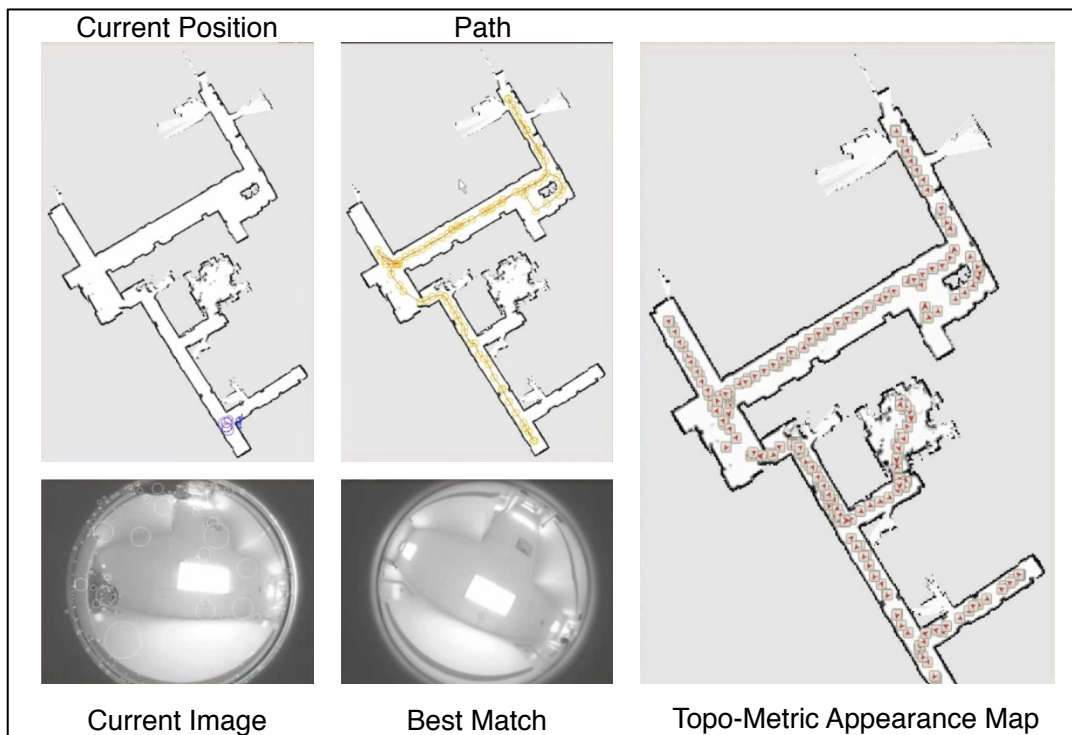 Current Position
Path
Current Image
Best Match
Topo-Metric Appearance Map